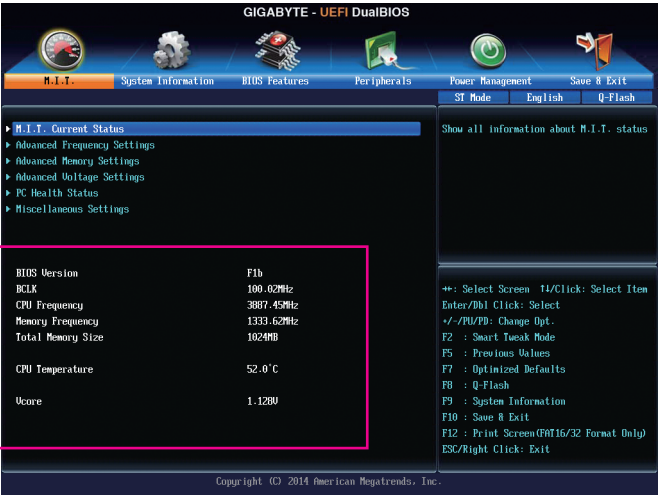 GIGABYTE - UEFI DualBIOS
M.I.T. System Information BIOS Features Peripherals Power Management Save & Exit
ST Mode English Q-Flash
M.I.T. Current Status
Advanced Frequency Settings
Advanced Memory Settings
Advanced Voltage Settings
PC Health Status
Miscellaneous Settings
Show all information about M.I.T. status
BIOS Version F1b
BCLK 100.02MHz
CPU Frequency 3887.45MHz
Memory Frequency 1333.62MHz
Total Memory Size 1024MB
CPU Temperature 52.0°C
Vcore 1.128V
↔: Select Screen ↑↓/Click: Select Item
Enter/Dbl Click: Select
+/-/PU/PD: Change Opt.
F2 : Smart Tweak Mode
F5 : Previous Values
F7 : Optimized Defaults
F8 : Q-Flash
F9 : System Information
F10 : Save & Exit
F12 : Print Screen(FAT16/32 Format Only)
ESC/Right Click: Exit
Copyright (C) 2014 American Megatrends, Inc.